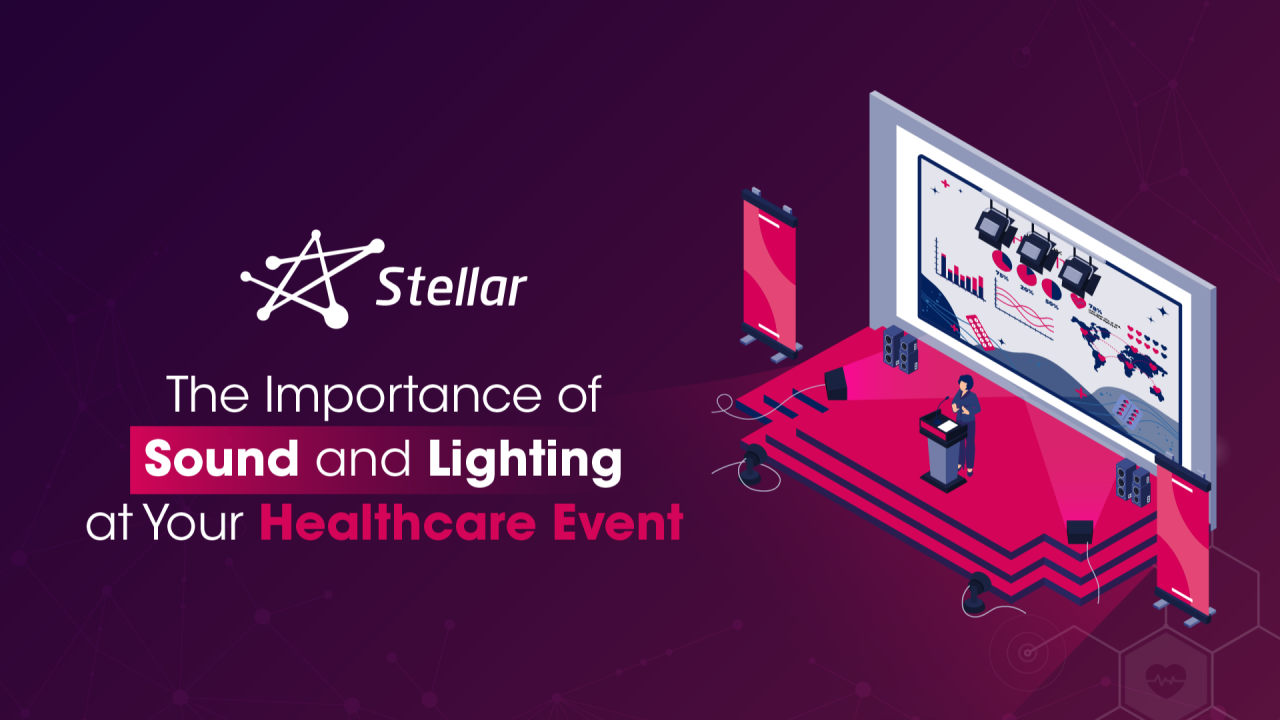 Stellar
The Importance of
Sound and Lighting
at Your Healthcare Event